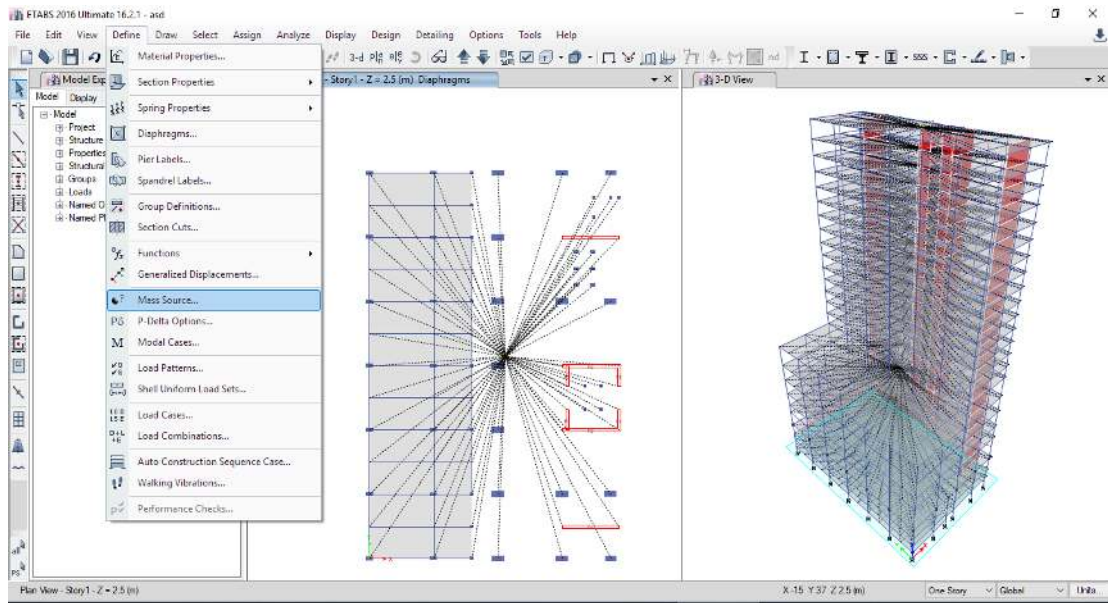 ETABS 2016 Ultimate 16.2.1 - asd
File Edit View Define Draw Select Assign Analyze Display Design Detailing Options Tools Help
Model Exp
- Story1 - Z = 2.5 (m) Diaphragms
3-D View
Model Display
Model
Project
Structure
Properties
Structural
Groups
Loads
Named O
Named Pl
Material Properties...
Section Properties
Spring Properties
Diaphragms...
Pier Labels...
Spandrel Labels...
Group Definitions...
Section Cuts...
Functions
Generalized Displacements...
Mass Source...
P-Delta Options...
Modal Cases...
Load Patterns...
Shell Uniform Load Sets...
Load Cases...
Load Combinations...
Auto Construction Sequence Case...
Walking Vibrations...
Performance Checks...
Plan View - Story1 - Z = 2.5 (m)
X -15 Y 37 Z 2.5 (m)
One Story
Global
Units